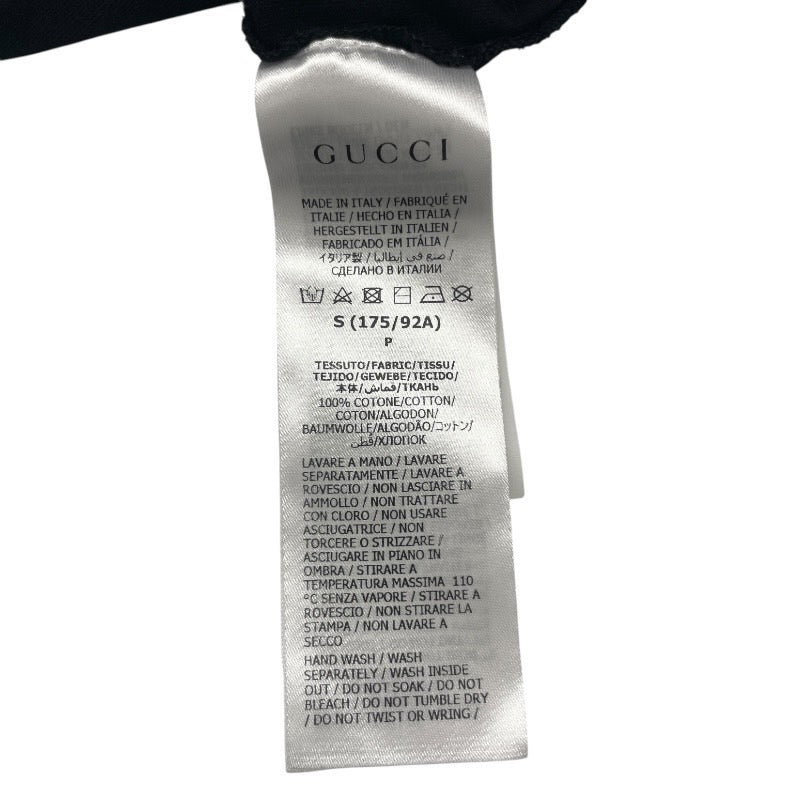 GUCCI
MADE IN ITALY / FABRIQUÉ EN
ITALIE / HECHO EN ITALIA /
HERGESTELLT IN ITALIEN /
FABRICADO EM ITÁLIA /
イタリア製 / صنع في إيطاليا /
СДЕЛАНО В ИТАЛИИ
S (175/92A)
P
TESSUTO/FABRIC/TISSU/
TEJIDO/GEWEBE/TECIDO/
本体/قماش/ТКАНЬ
100% COTONE/COTTON/
COTON/ALGODON/
BAUMWOLLE/ALGODÃO/コットン/
قُطن/ХЛОПОК
LAVARE A MANO / LAVARE
SEPARATAMENTE / LAVARE A
ROVESCIO / NON LASCIARE IN
AMMOLLO / NON TRATTARE
CON CLORO / NON USARE
ASCIUGATRICE / NON
TORCERE O STRIZZARE /
ASCIUGARE IN PIANO IN
OMBRA / STIRARE A
TEMPERATURA MASSIMA 110
°C SENZA VAPORE / STIRARE A
ROVESCIO / NON STIRARE LA
STAMPA / NON LAVARE A
SECCO
HAND WASH / WASH
SEPARATELY / WASH INSIDE
OUT / DO NOT SOAK / DO NOT
BLEACH / DO NOT TUMBLE DRY
/ DO NOT TWIST OR WRING /